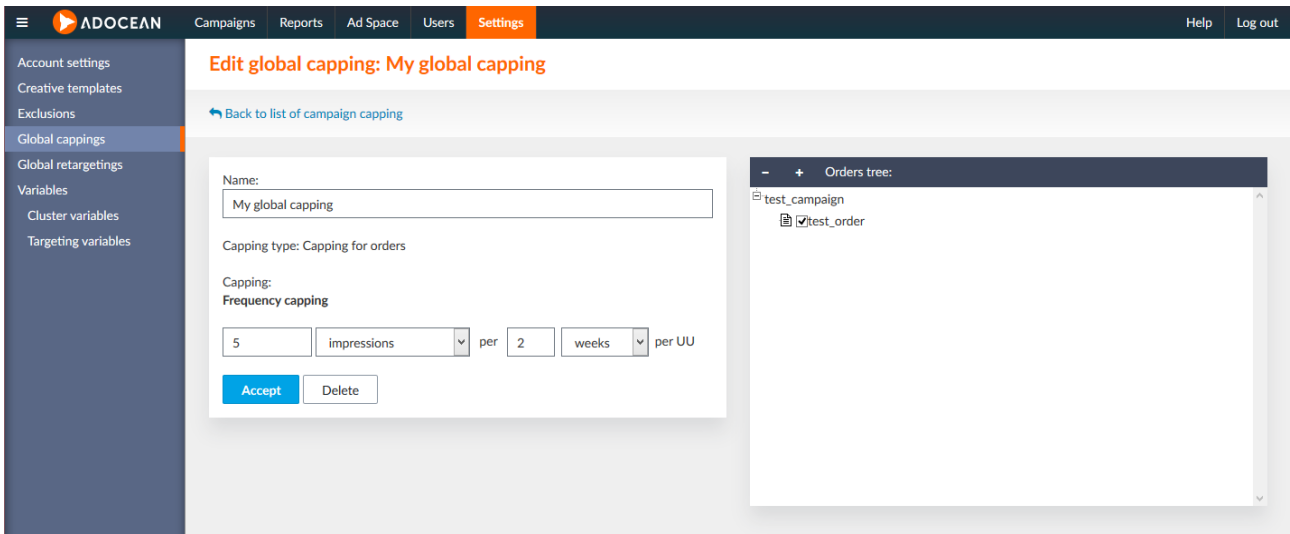 ADOCEAN Campaigns Reports Ad Space Users Settings Help Log out
Account settings
Creative templates
Exclusions
Global cappings
Global retargetings
Variables
Cluster variables
Targeting variables
Edit global capping: My global capping
Back to list of campaign capping
Name:
My global capping
Capping type: Capping for orders
Capping:
Frequency capping
5 impressions per 2 weeks per UU
Accept Delete
- + Orders tree:
test_campaign
test_order